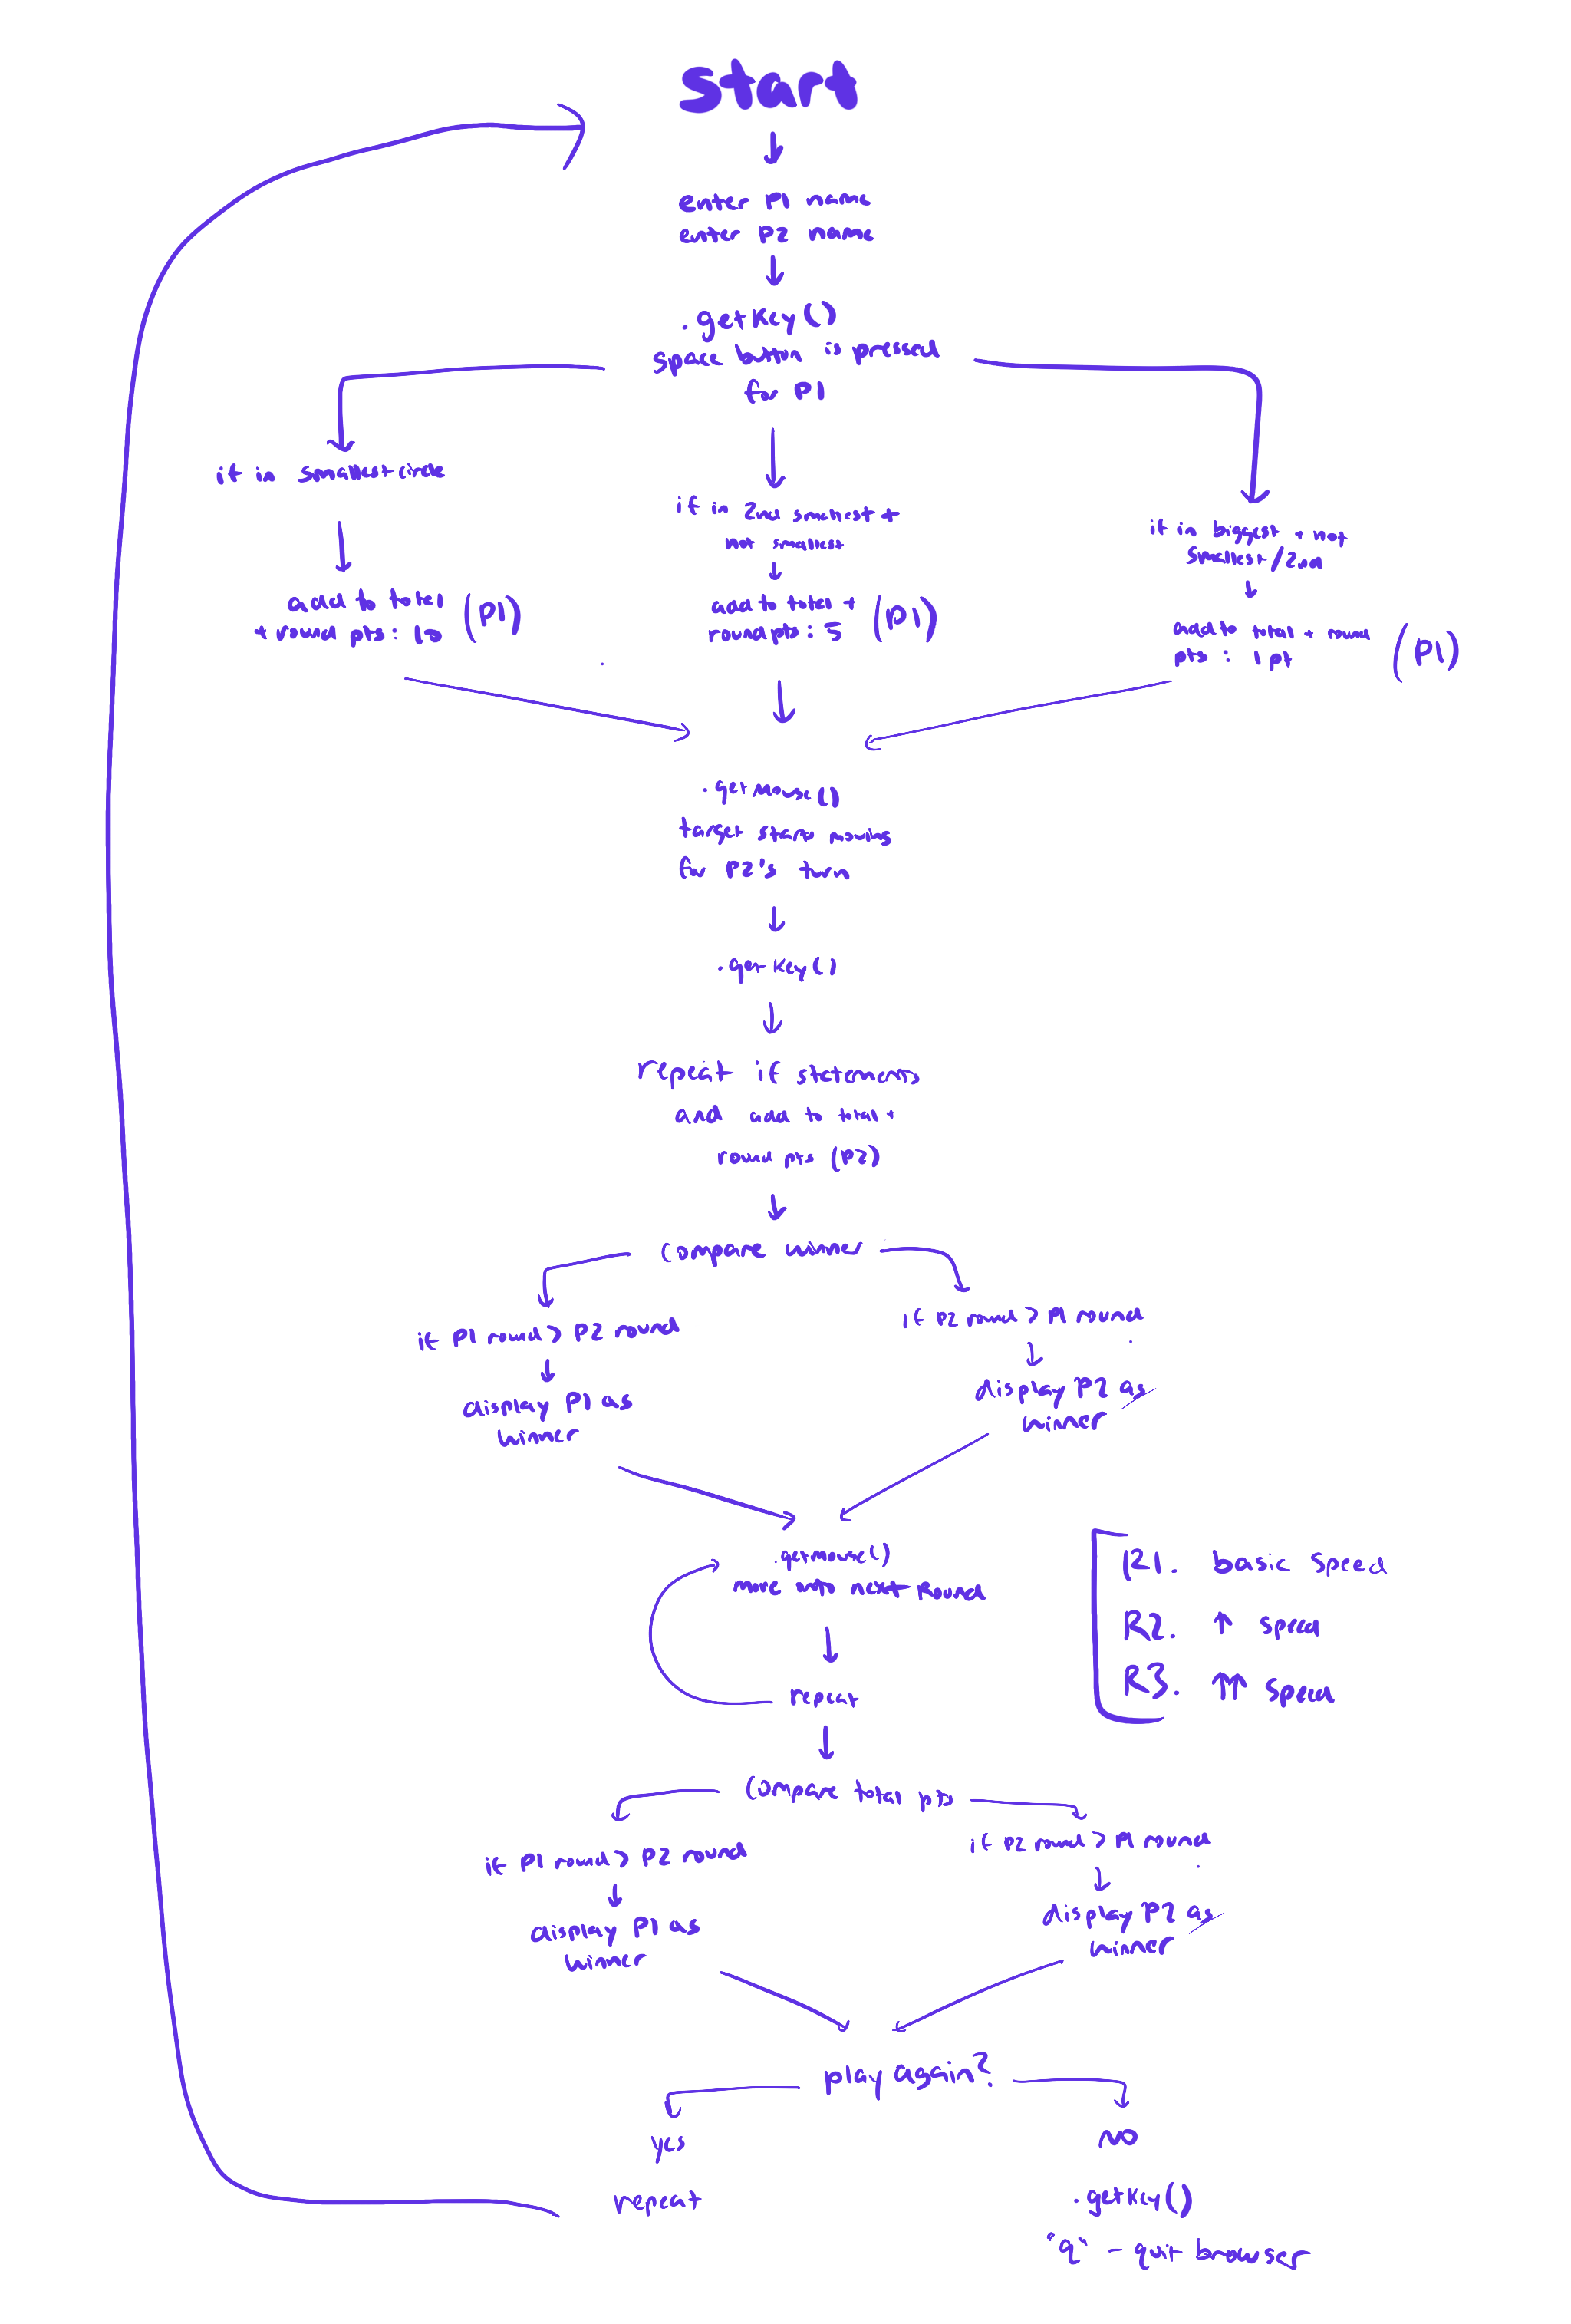 start
enter P1 name
enter P2 name
.getKey()
space button is pressed
for P1
if in smallest circle
add to total
+ round pts: 10 (P1)
if in 2nd smallest +
not smallest
add to total +
round pts: 5 (P1)
if in biggest + not
smallest/2nd
add to total + round
pts: 1 pt (P1)
.getMouse()
target starts moving
for P2's turn
.getKey()
repeat if statements
and add to total +
round pts (P2)
compare winner
if P1 round > P2 round
display P1 as
winner
if P2 round > P1 round
display P2 as
winner
.getmouse()
move onto next Round
repeat
R1. basic speed
R2. ↑ speed
R3. ↑↑ speed
compare total pts
if P1 round > P2 round
display P1 as
winner
if P2 round > P1 round
display P2 as
winner
play again?
yes
repeat
NO
.getKey()
"q" - quit browser